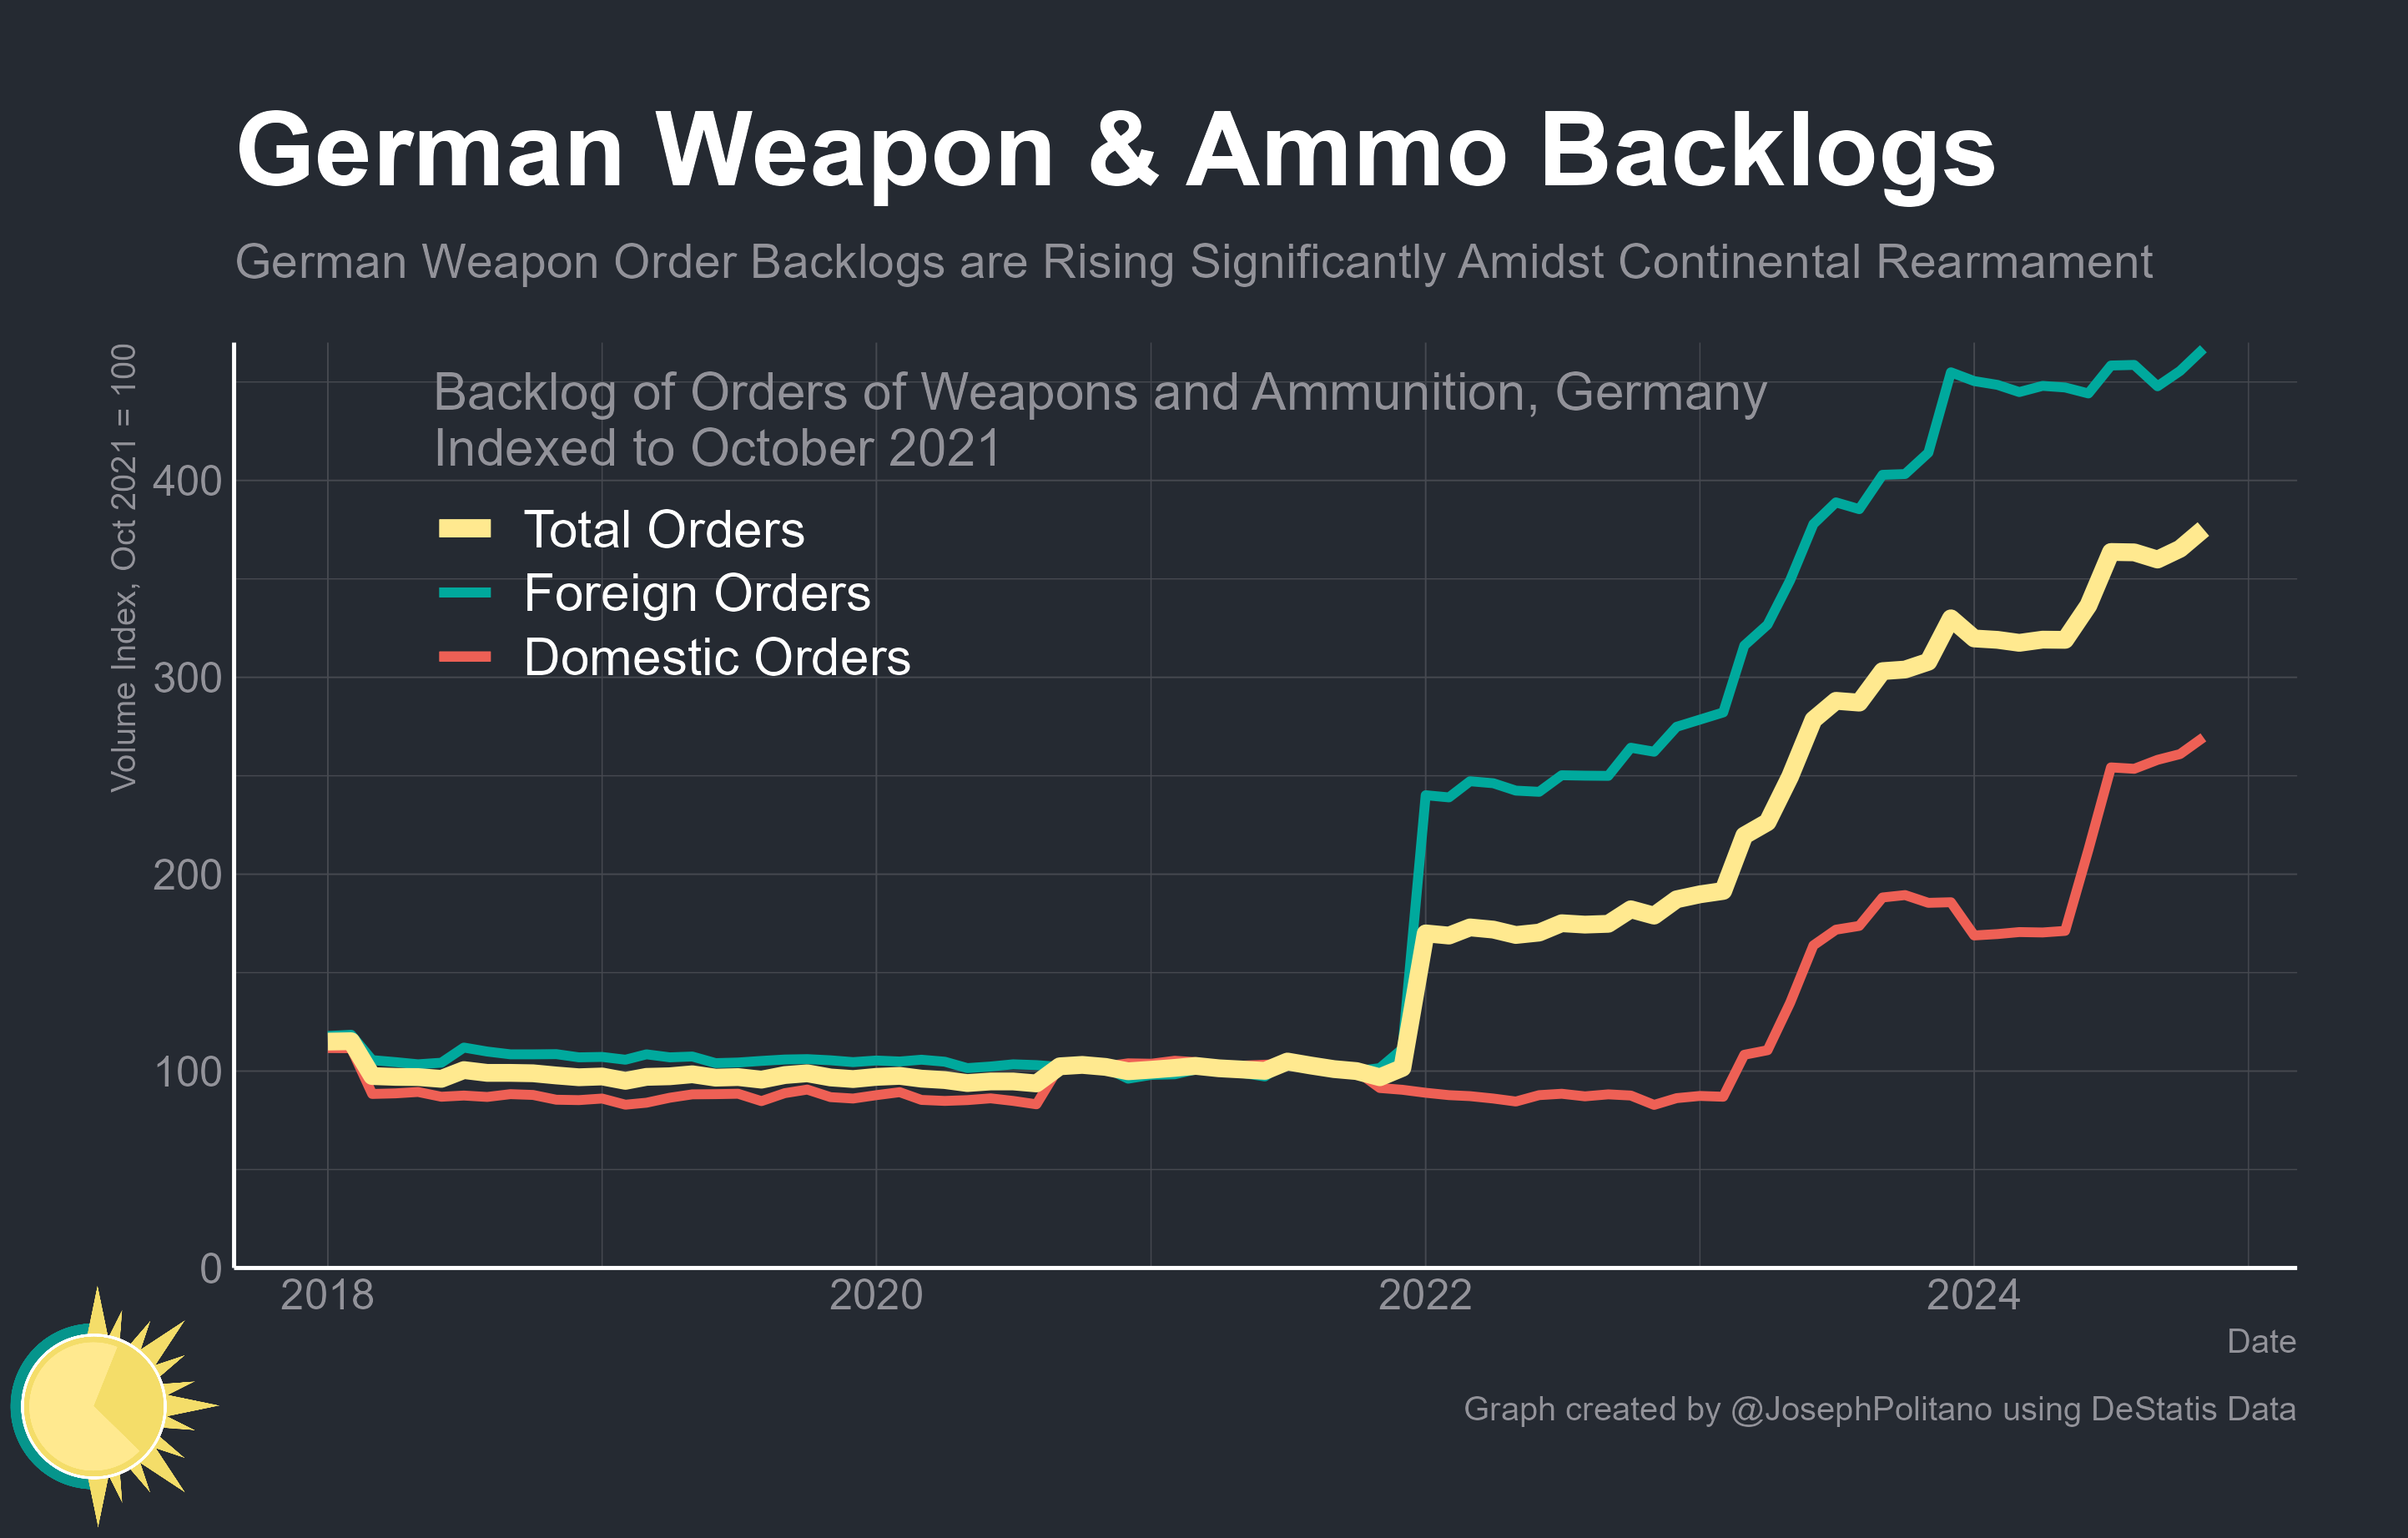 German Weapon & Ammo Backlogs
German Weapon Order Backlogs are Rising Significantly Amidst Continental Rearmament
Volume Index, Oct 2021 = 100
Backlog of Orders of Weapons and Ammunition, Germany
Indexed to October 2021
Total Orders
Foreign Orders
Domestic Orders
400
300
200
100
0
2018
2020
2022
2024
Date
Graph created by @JosephPolitano using DeStatis Data